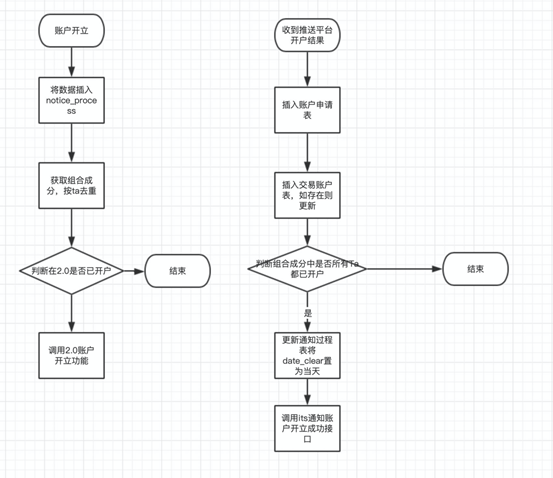 账户开立
将数据插入
notice_proce
ss
获取组合成
分，按ta去重
判断在2.0是否已开户
结束
调用2.0账户
开立功能
收到推送平台
开户结果
插入账户申请
表
插入交易账户
表，如存在则
更新
判断组合成分中是否所有Ta
都已开户
结束
是
更新通知过程
表将
date_clear置
为当天
调用its通知账
户开立成功接
口